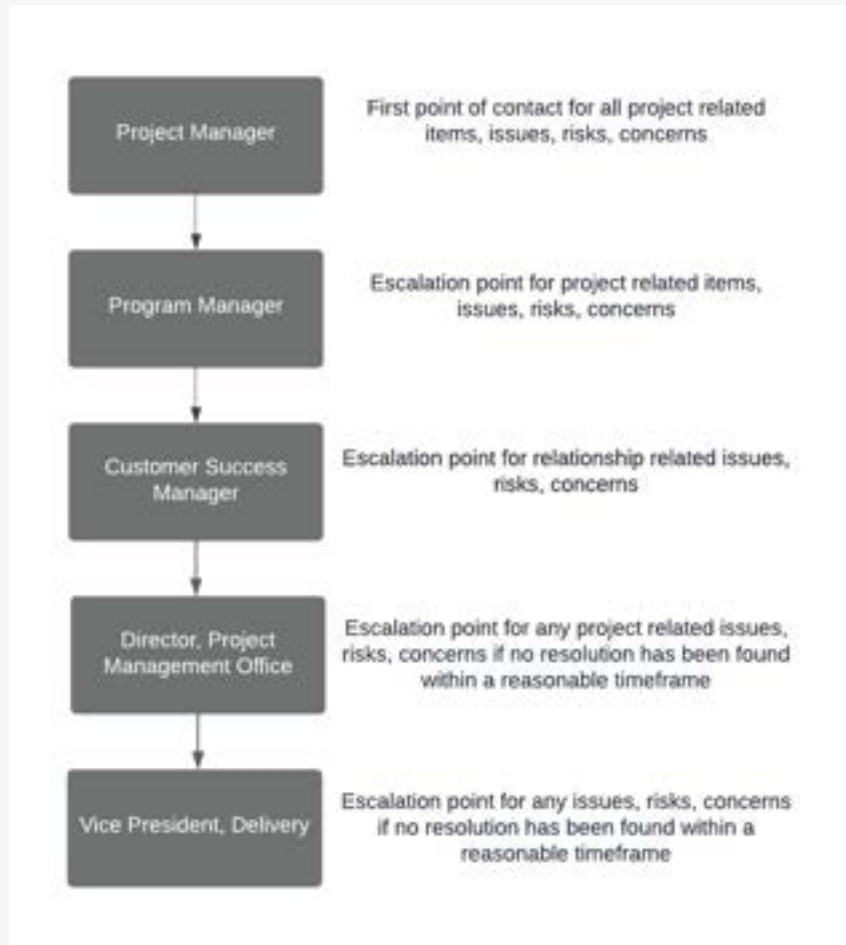 Project Manager
First point of contact for all project related
items, issues, risks, concerns
Program Manager
Escalation point for project related items,
issues, risks, concerns
Customer Success
Manager
Escalation point for relationship related issues,
risks, concerns
Director, Project
Management Office
Escalation point for any project related issues,
risks, concerns if no resolution has been found
within a reasonable timeframe
Vice President, Delivery
Escalation point for any issues, risks, concerns
if no resolution has been found within a
reasonable timeframe